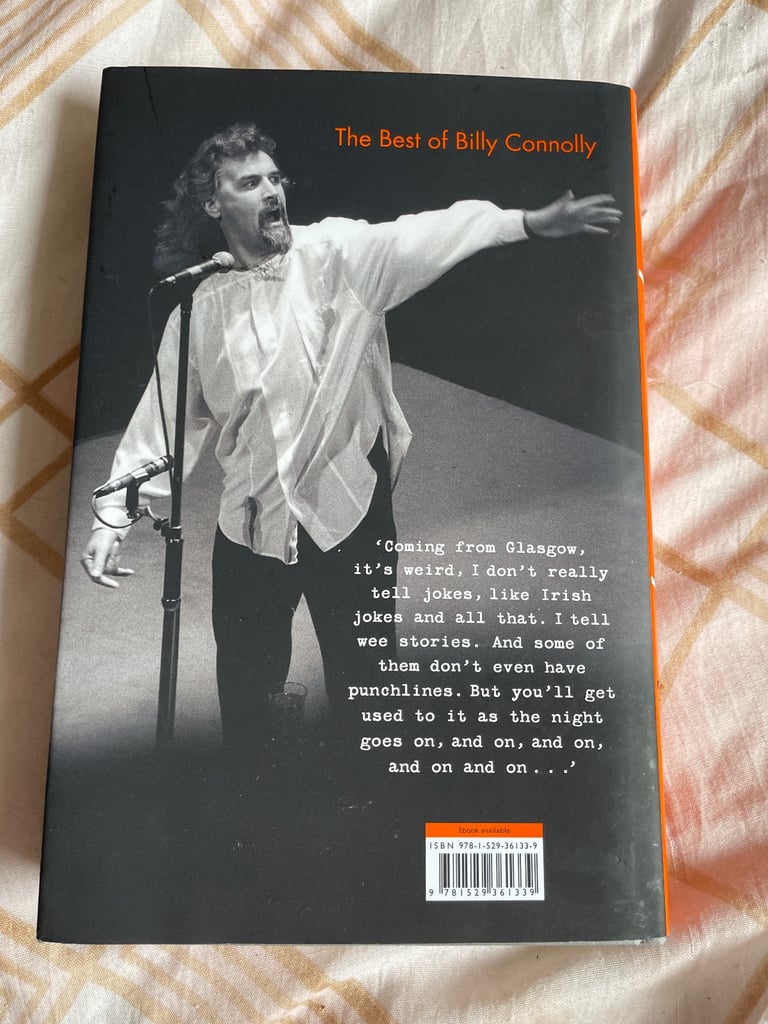 The Best of Billy Connolly
‘Coming from Glasgow,
it’s weird, I don’t really
tell jokes, like Irish
jokes and all that. I tell
wee stories. And some of
them don’t even have
punchlines. But you’ll get
used to it as the night
goes on, and on, and on,
and on and on . . .’
Ebook available
ISBN 978-1-529-36133-9
9 781529 361339